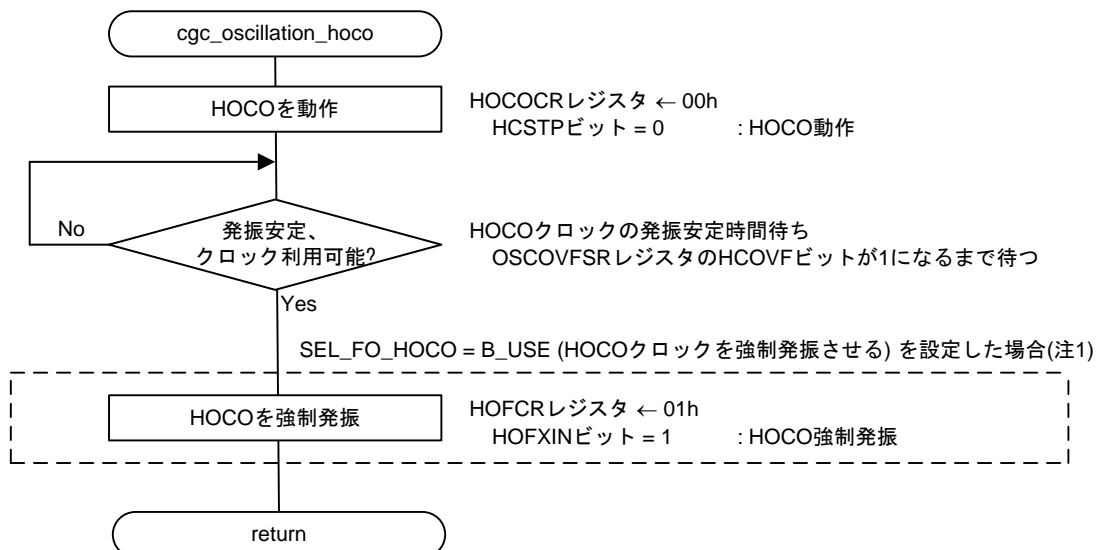 cgc_oscillation_hoco
HOCOを動作
HOCOCRレジスタ ← 00h
HCSTPビット = 0 : HOCO動作
No
発振安定、
クロック利用可能?
HOCOクロックの発振安定時間待ち
OSCOVFSRレジスタのHCOVFビットが1になるまで待つ
Yes
SEL_FO_HOCO = B_USE (HOCOクロックを強制発振させる) を設定した場合(注1)
HOCOを強制発振
HOFCRレジスタ ← 01h
HOFXINビット = 1 : HOCO強制発振
return